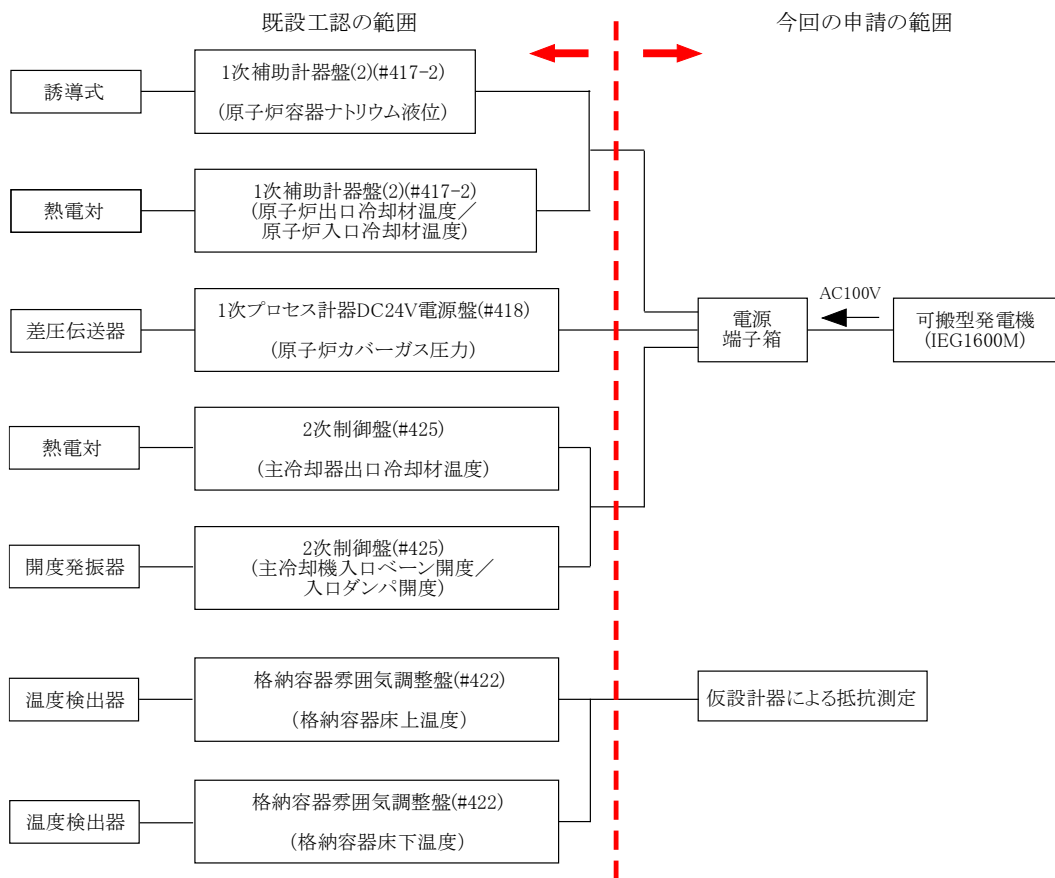 既設工認の範囲
今回の申請の範囲
誘導式
1次補助計器盤(2)(#417-2)
(原子炉容器ナトリウム液位)
熱電対
1次補助計器盤(2)(#417-2)
(原子炉出口冷却材温度／
原子炉入口冷却材温度)
差圧伝送器
1次プロセス計器DC24V電源盤(#418)
(原子炉カバーガス圧力)
電源
端子箱
AC100V
可搬型発電機
(IEG1600M)
熱電対
2次制御盤(#425)
(主冷却器出口冷却材温度)
開度発振器
2次制御盤(#425)
(主冷却機入口ベーン開度／
入口ダンパ開度)
温度検出器
格納容器雰囲気調整盤(#422)
(格納容器床上温度)
仮設計器による抵抗測定
温度検出器
格納容器雰囲気調整盤(#422)
(格納容器床下温度)